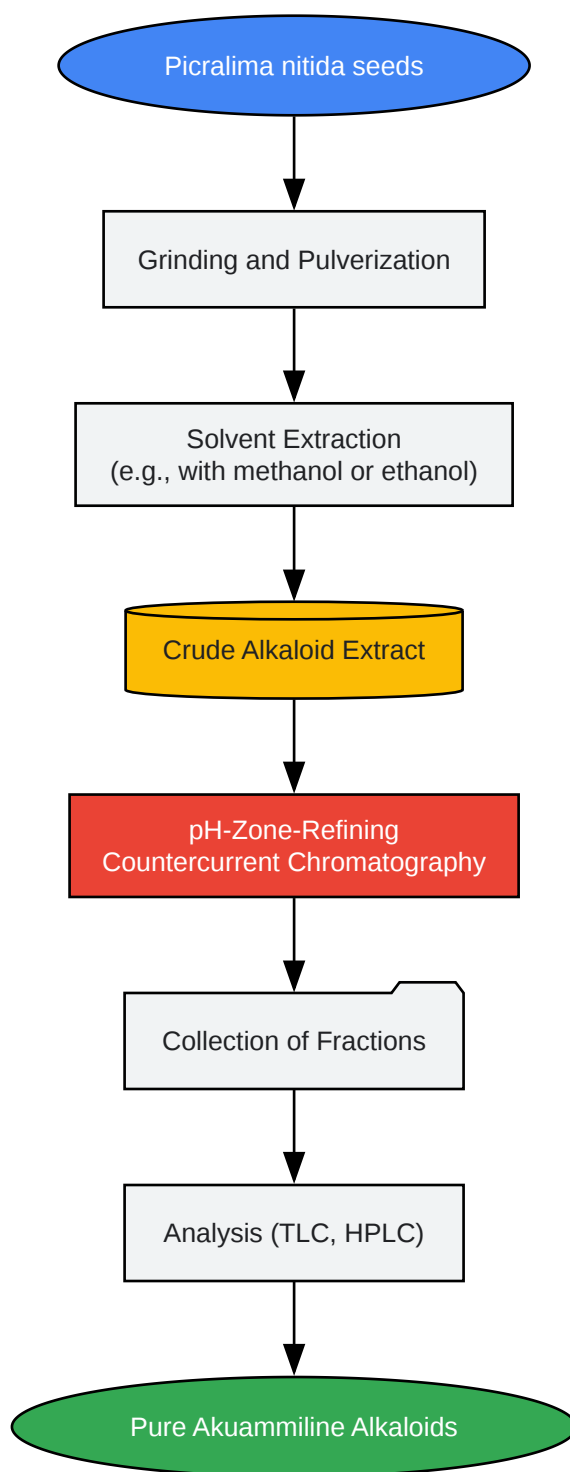 Picralima nitida seeds
Grinding and Pulverization
Solvent Extraction
(e.g., with methanol or ethanol)
Crude Alkaloid Extract
pH-Zone-Refining
Countercurrent Chromatography
Collection of Fractions
Analysis (TLC, HPLC)
Pure Akuammiline Alkaloids